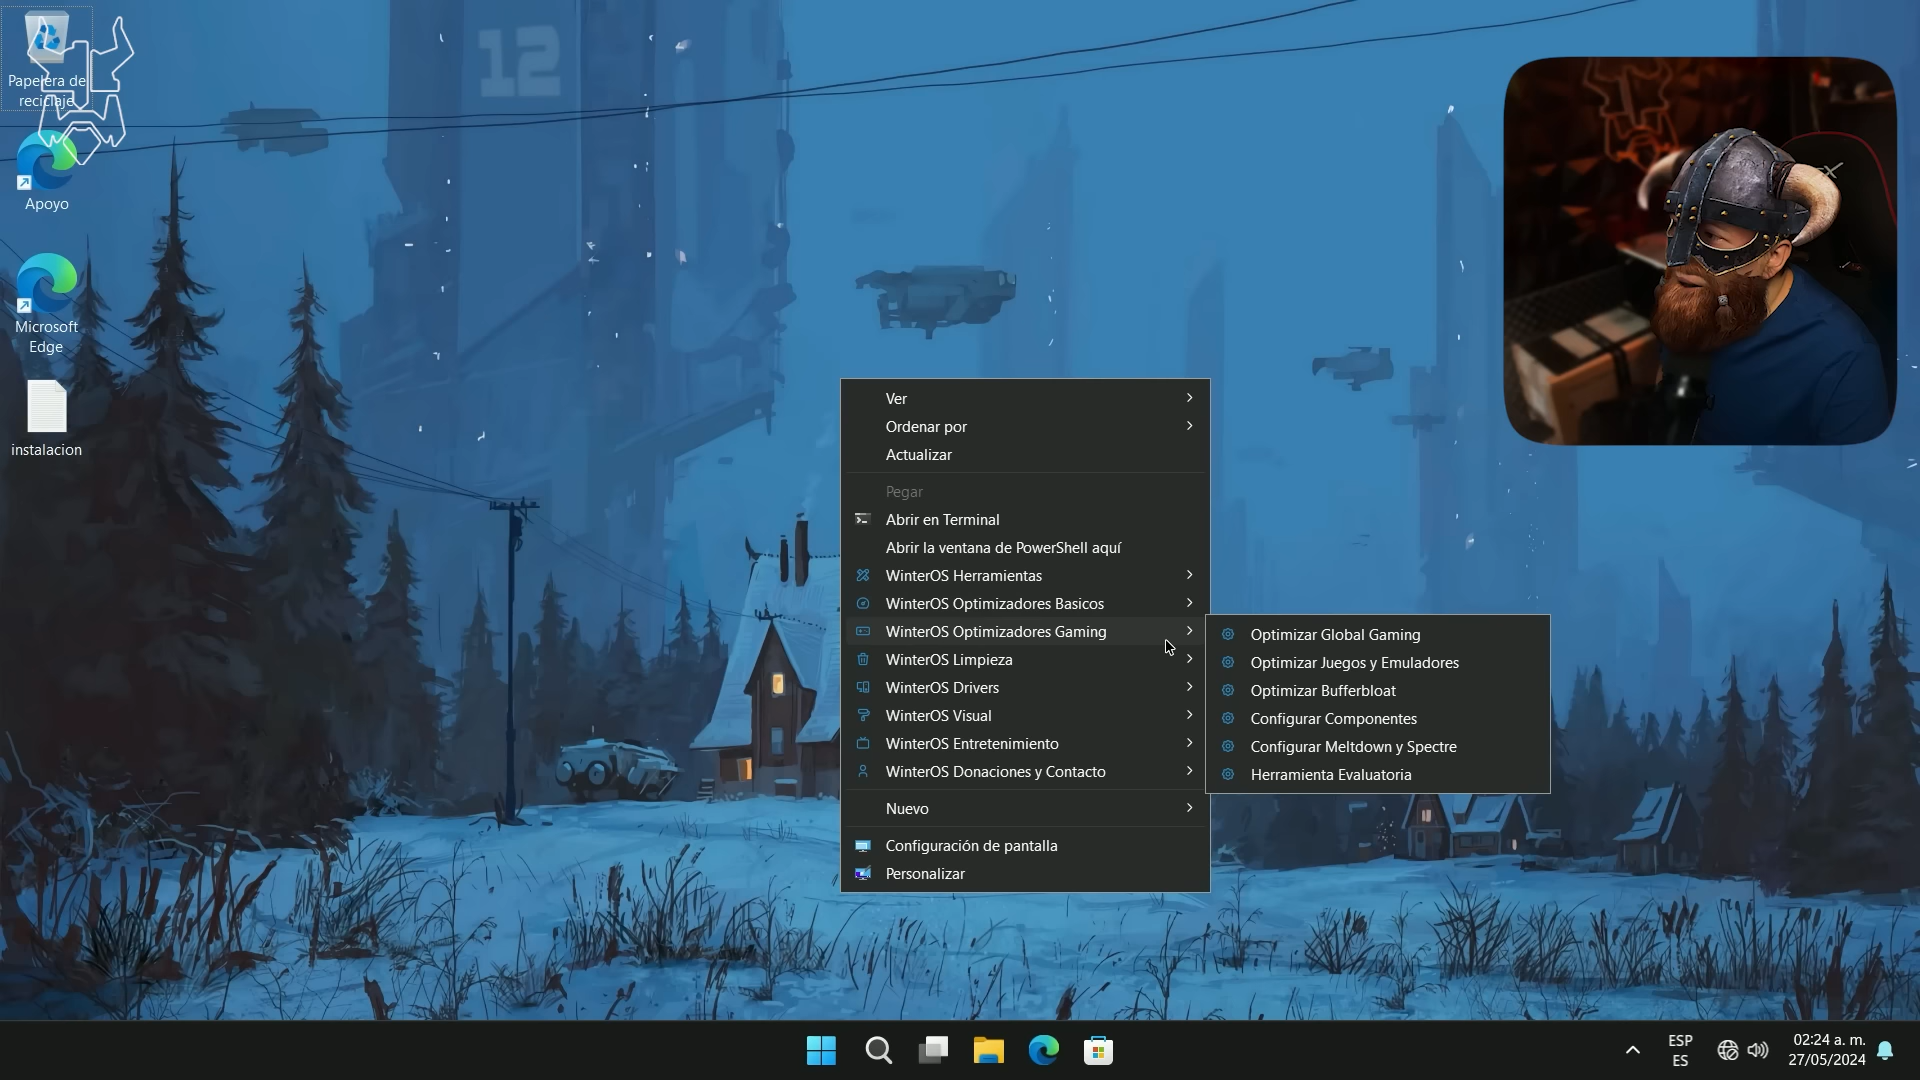 12
Papelera de
reciclaje
Apoyo
Microsoft
Edge
instalacion
Ver
Ordenar por
Actualizar
Pegar
Abrir en Terminal
Abrir la ventana de PowerShell aquí
WinterOS Herramientas
WinterOS Optimizadores Basicos
WinterOS Optimizadores Gaming
WinterOS Limpieza
WinterOS Drivers
WinterOS Visual
WinterOS Entretenimiento
WinterOS Donaciones y Contacto
Nuevo
Configuración de pantalla
Personalizar
Optimizar Global Gaming
Optimizar Juegos y Emuladores
Optimizar Bufferbloat
Configurar Componentes
Configurar Meltdown y Spectre
Herramienta Evaluatoria
ESP
ES
02:24 a. m.
27/05/2024